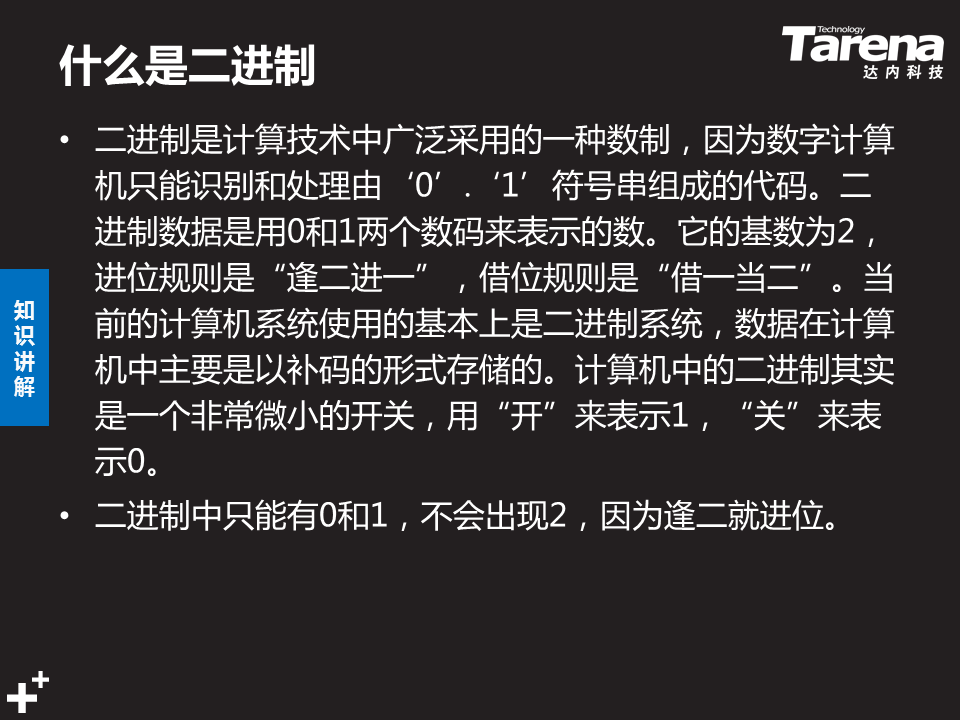 什么是二进制
Technology
Tarena
达内科技
• 二进制是计算技术中广泛采用的一种数制，因为数字计算
机只能识别和处理由‘0’.‘1’符号串组成的代码。二
进制数据是用0和1两个数码来表示的数。它的基数为2，
进位规则是“逢二进一”，借位规则是“借一当二”。当
前的计算机系统使用的基本上是二进制系统，数据在计算
机中主要是以补码的形式存储的。计算机中的二进制其实
是一个非常微小的开关，用“开”来表示1，“关”来表
示0。
• 二进制中只能有0和1，不会出现2，因为逢二就进位。
知
识
讲
解